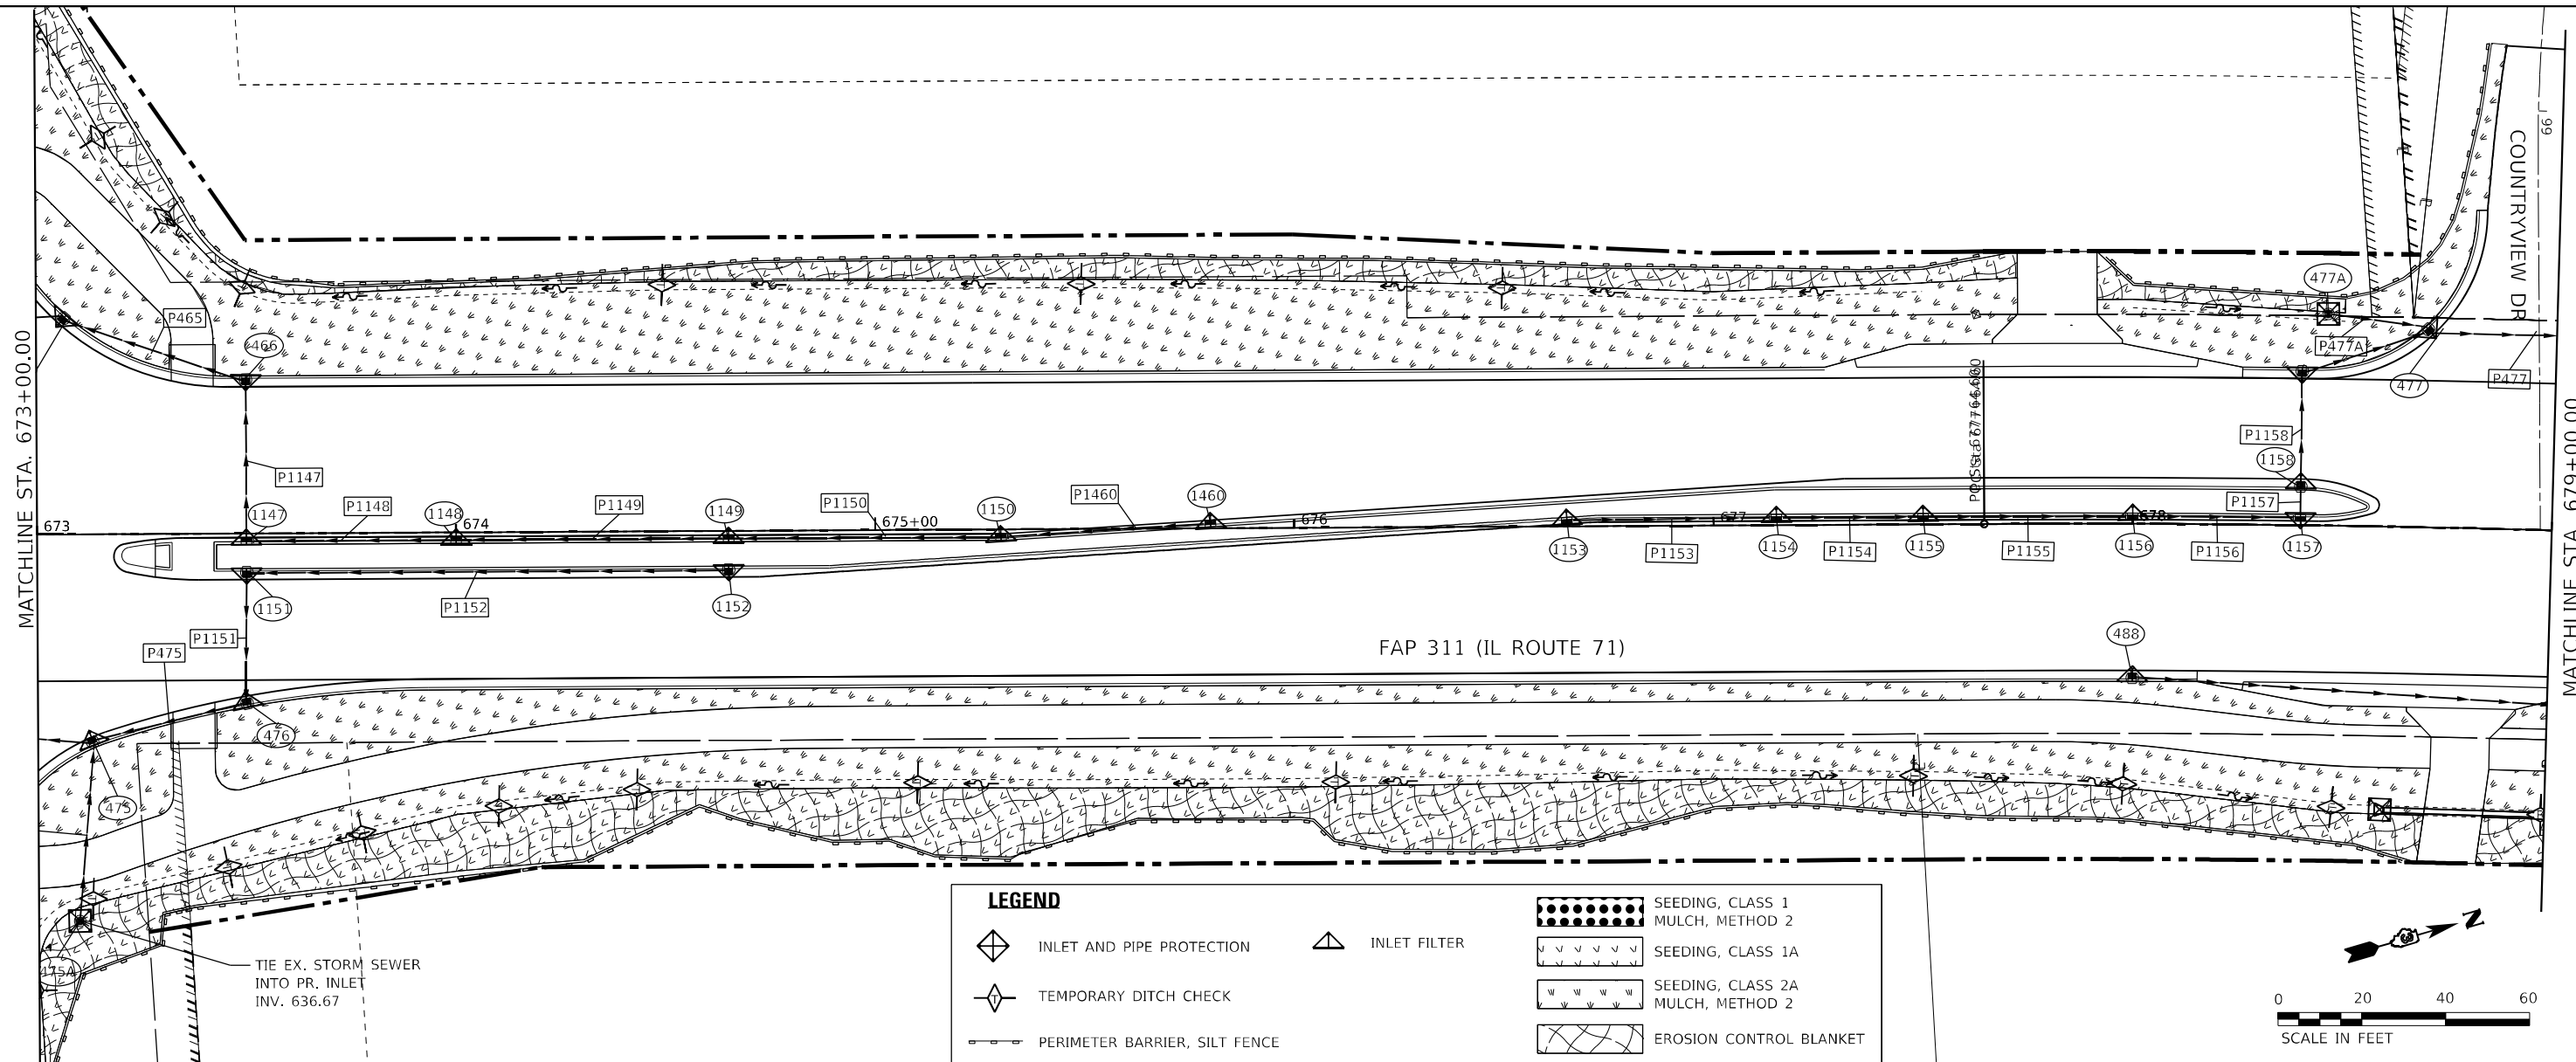 99
COUNTRYVIEW DR
477A
P465
466
P477A
477
P477
MATCHLINE STA. 673+00.00
MATCHLINE STA. 679+00.00
P1158
1158
P1147
P1157
P1148
P1149
P1150
P1460
1460
1147
1148
1149
1150
673
674
675+00
676
677
678
1153
P1153
1154
P1154
1155
P1155
1156
P1156
1157
1151
P1152
1152
P1151
P475
FAP 311 (IL ROUTE 71)
488
476
475
475A
TIE EX. STORM SEWER
INTO PR. INLET
INV. 636.67
LEGEND
INLET AND PIPE PROTECTION
INLET FILTER
T
TEMPORARY DITCH CHECK
PERIMETER BARRIER, SILT FENCE
SEEDING, CLASS 1
MULCH, METHOD 2
SEEDING, CLASS 1A
SEEDING, CLASS 2A
MULCH, METHOD 2
EROSION CONTROL BLANKET
Z
0 20 40 60
SCALE IN FEET